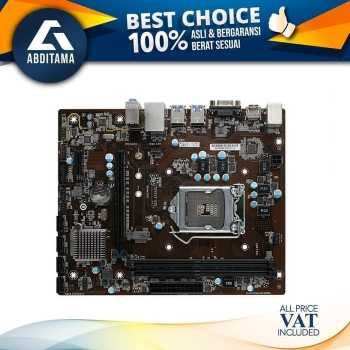 ABDITAMA
BEST CHOICE
100% ASLI & BERGARANSI
BERAT SESUAI
ALL PRICE
VAT
INCLUDED